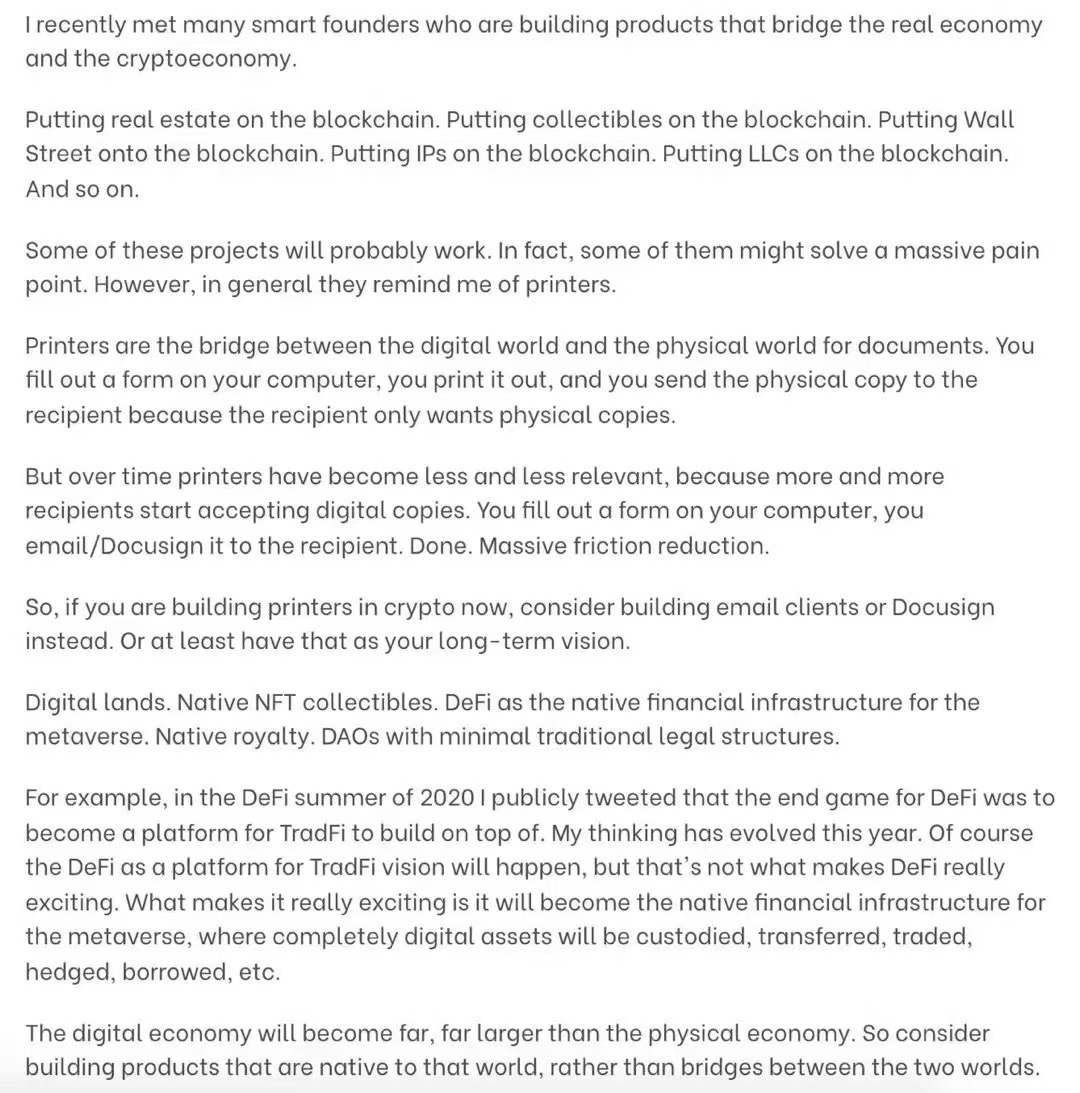 I recently met many smart founders who are building products that bridge the real economy
and the cryptoeconomy.
Putting real estate on the blockchain. Putting collectibles on the blockchain. Putting Wall
Street onto the blockchain. Putting IPs on the blockchain. Putting LLCs on the blockchain.
And so on.
Some of these projects will probably work. In fact, some of them might solve a massive pain
point. However, in general they remind me of printers.
Printers are the bridge between the digital world and the physical world for documents. You
fill out a form on your computer, you print it out, and you send the physical copy to the
recipient because the recipient only wants physical copies.
But over time printers have become less and less relevant, because more and more
recipients start accepting digital copies. You fill out a form on your computer, you
email/Docusign it to the recipient. Done. Massive friction reduction.
So, if you are building printers in crypto now, consider building email clients or Docusign
instead. Or at least have that as your long-term vision.
Digital lands. Native NFT collectibles. DeFi as the native financial infrastructure for the
metaverse. Native royalty. DAOs with minimal traditional legal structures.
For example, in the DeFi summer of 2020 I publicly tweeted that the end game for DeFi was to
become a platform for TradFi to build on top of. My thinking has evolved this year. Of course
the DeFi as a platform for TradFi vision will happen, but that's not what makes DeFi really
exciting. What makes it really exciting is it will become the native financial infrastructure for
the metaverse, where completely digital assets will be custodied, transferred, traded,
hedged, borrowed, etc.
The digital economy will become far, far larger than the physical economy. So consider
building products that are native to that world, rather than bridges between the two worlds.